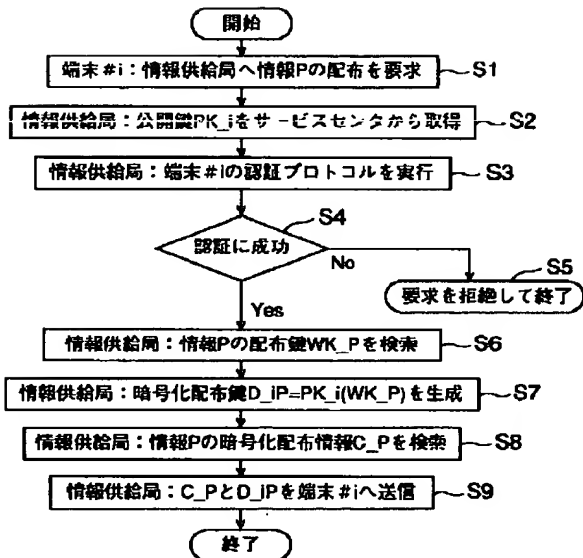 開始
端末#i:情報供給局へ情報Pの配布を要求
S1
情報供給局:公開鍵PK_iをサービスセンタから取得
S2
情報供給局:端末#iの認証プロトコルを実行
S3
S4
認証に成功
No
S5
要求を拒絶して終了
Yes
情報供給局:情報Pの配布鍵WK_Pを検索
S6
情報供給局:暗号化配布鍵D_iP=PK_i(WK_P)を生成
S7
情報供給局:情報Pの暗号化配布情報C_Pを検索
S8
情報供給局:C_PとD_iPを端末#iへ送信
S9
終了